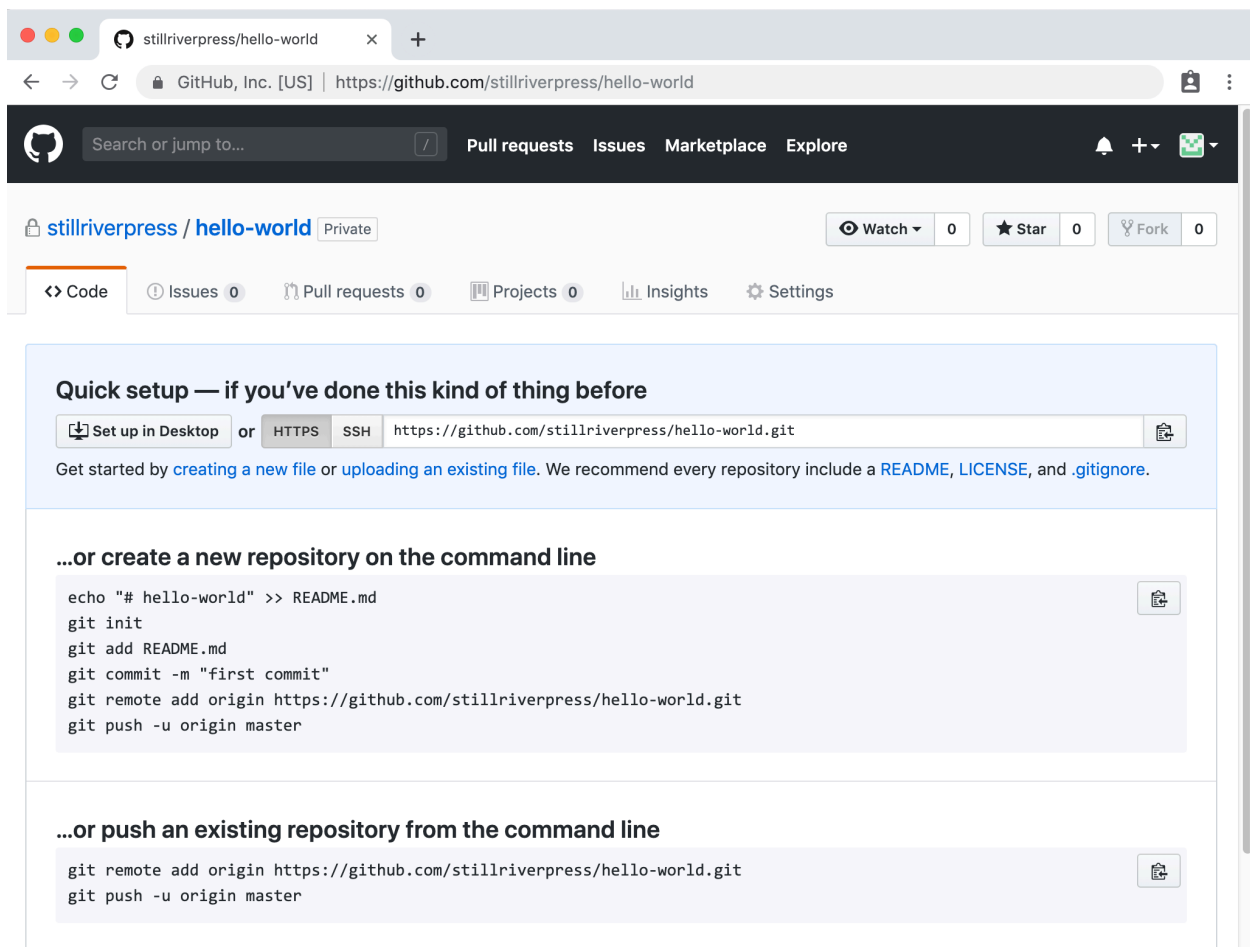 stillriverpress/hello-world
GitHub, Inc. [US] | https://github.com/stillriverpress/hello-world
Search or jump to... / Pull requests Issues Marketplace Explore
stillriverpress / hello-world Private Watch 0 Star 0 Fork 0
Code Issues 0 Pull requests 0 Projects 0 Insights Settings
Quick setup — if you’ve done this kind of thing before
Set up in Desktop or HTTPS SSH https://github.com/stillriverpress/hello-world.git
Get started by creating a new file or uploading an existing file. We recommend every repository include a README, LICENSE, and .gitignore.
…or create a new repository on the command line
echo "# hello-world" >> README.md
git init
git add README.md
git commit -m "first commit"
git remote add origin https://github.com/stillriverpress/hello-world.git
git push -u origin master
…or push an existing repository from the command line
git remote add origin https://github.com/stillriverpress/hello-world.git
git push -u origin master